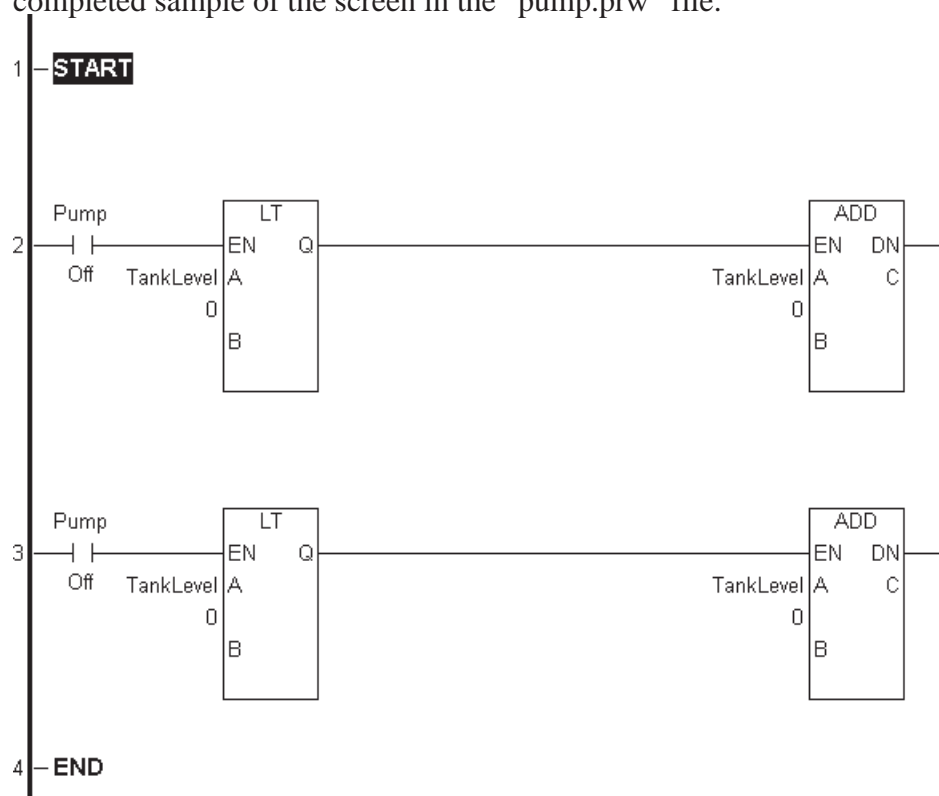 completed sample of the screen in the "pump.prw" file.
1 START
Pump LT ADD
2 EN Q EN DN
Off TankLevel A TankLevel A C
0 0
B B
Pump LT ADD
3 EN Q EN DN
Off TankLevel A TankLevel A C
0 0
B B
4 END